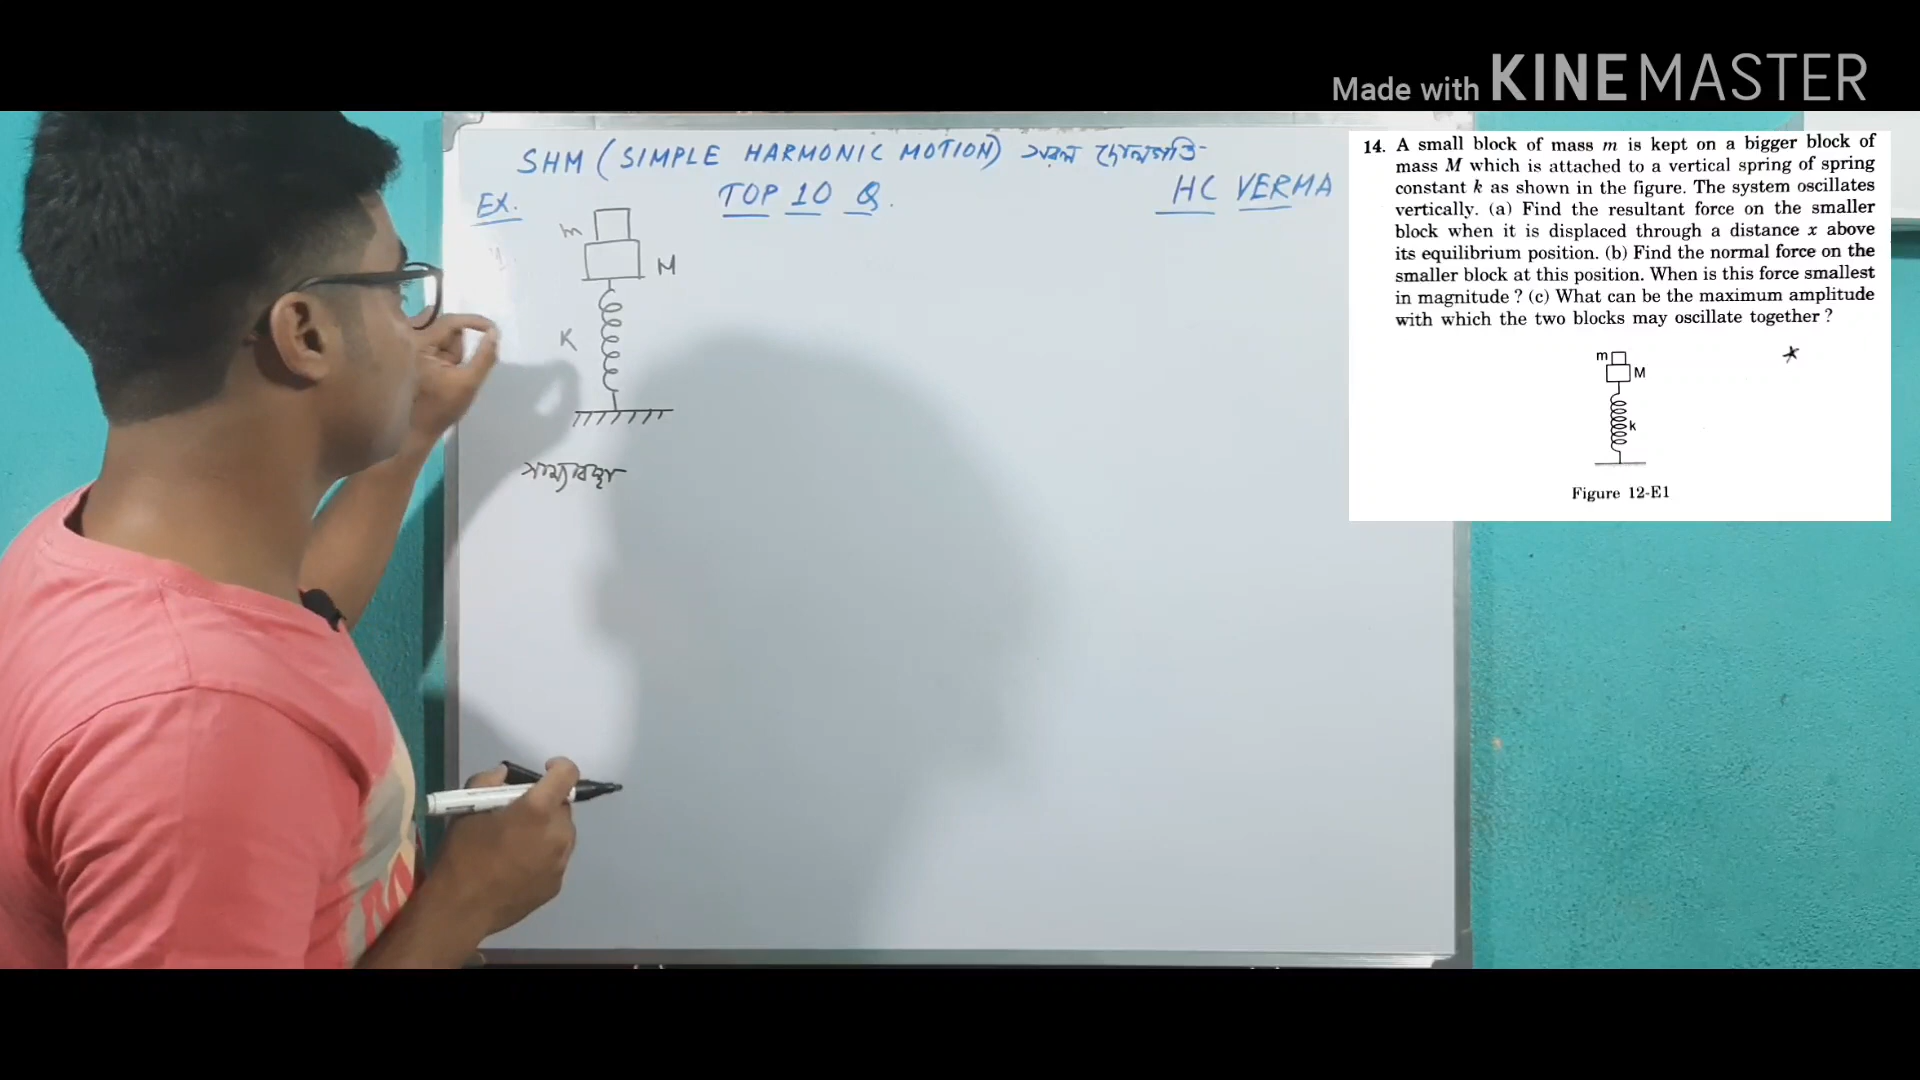 Made with KINEMASTER
SHM (SIMPLE HARMONIC MOTION) সরল দোলগতি
EX.
TOP 10 Q.
HC VERMA
m
M
K
সাম্যাবস্থা
14. A small block of mass m is kept on a bigger block of
mass M which is attached to a vertical spring of spring
constant k as shown in the figure. The system oscillates
vertically. (a) Find the resultant force on the smaller
block when it is displaced through a distance x above
its equilibrium position. (b) Find the normal force on the
smaller block at this position. When is this force smallest
in magnitude ? (c) What can be the maximum amplitude
with which the two blocks may oscillate together ?
m
M
k
Figure 12-E1